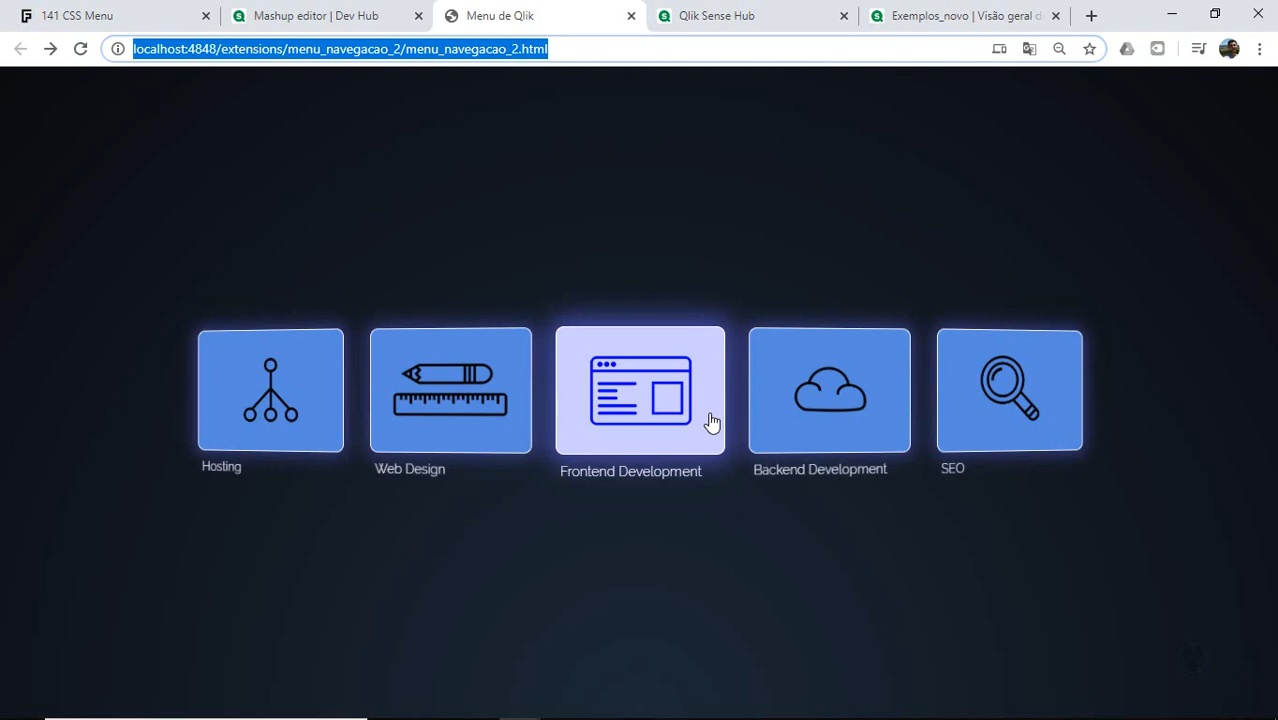 141 CSS Menu
Mashup editor | Dev Hub
Menu de Qlik
Qlik Sense Hub
Exemplos_novo | Visão geral d
localhost:4848/extensions/menu_navegacao_2/menu_navegacao_2.html
Hosting
Web Design
Frontend Development
Backend Development
SEO